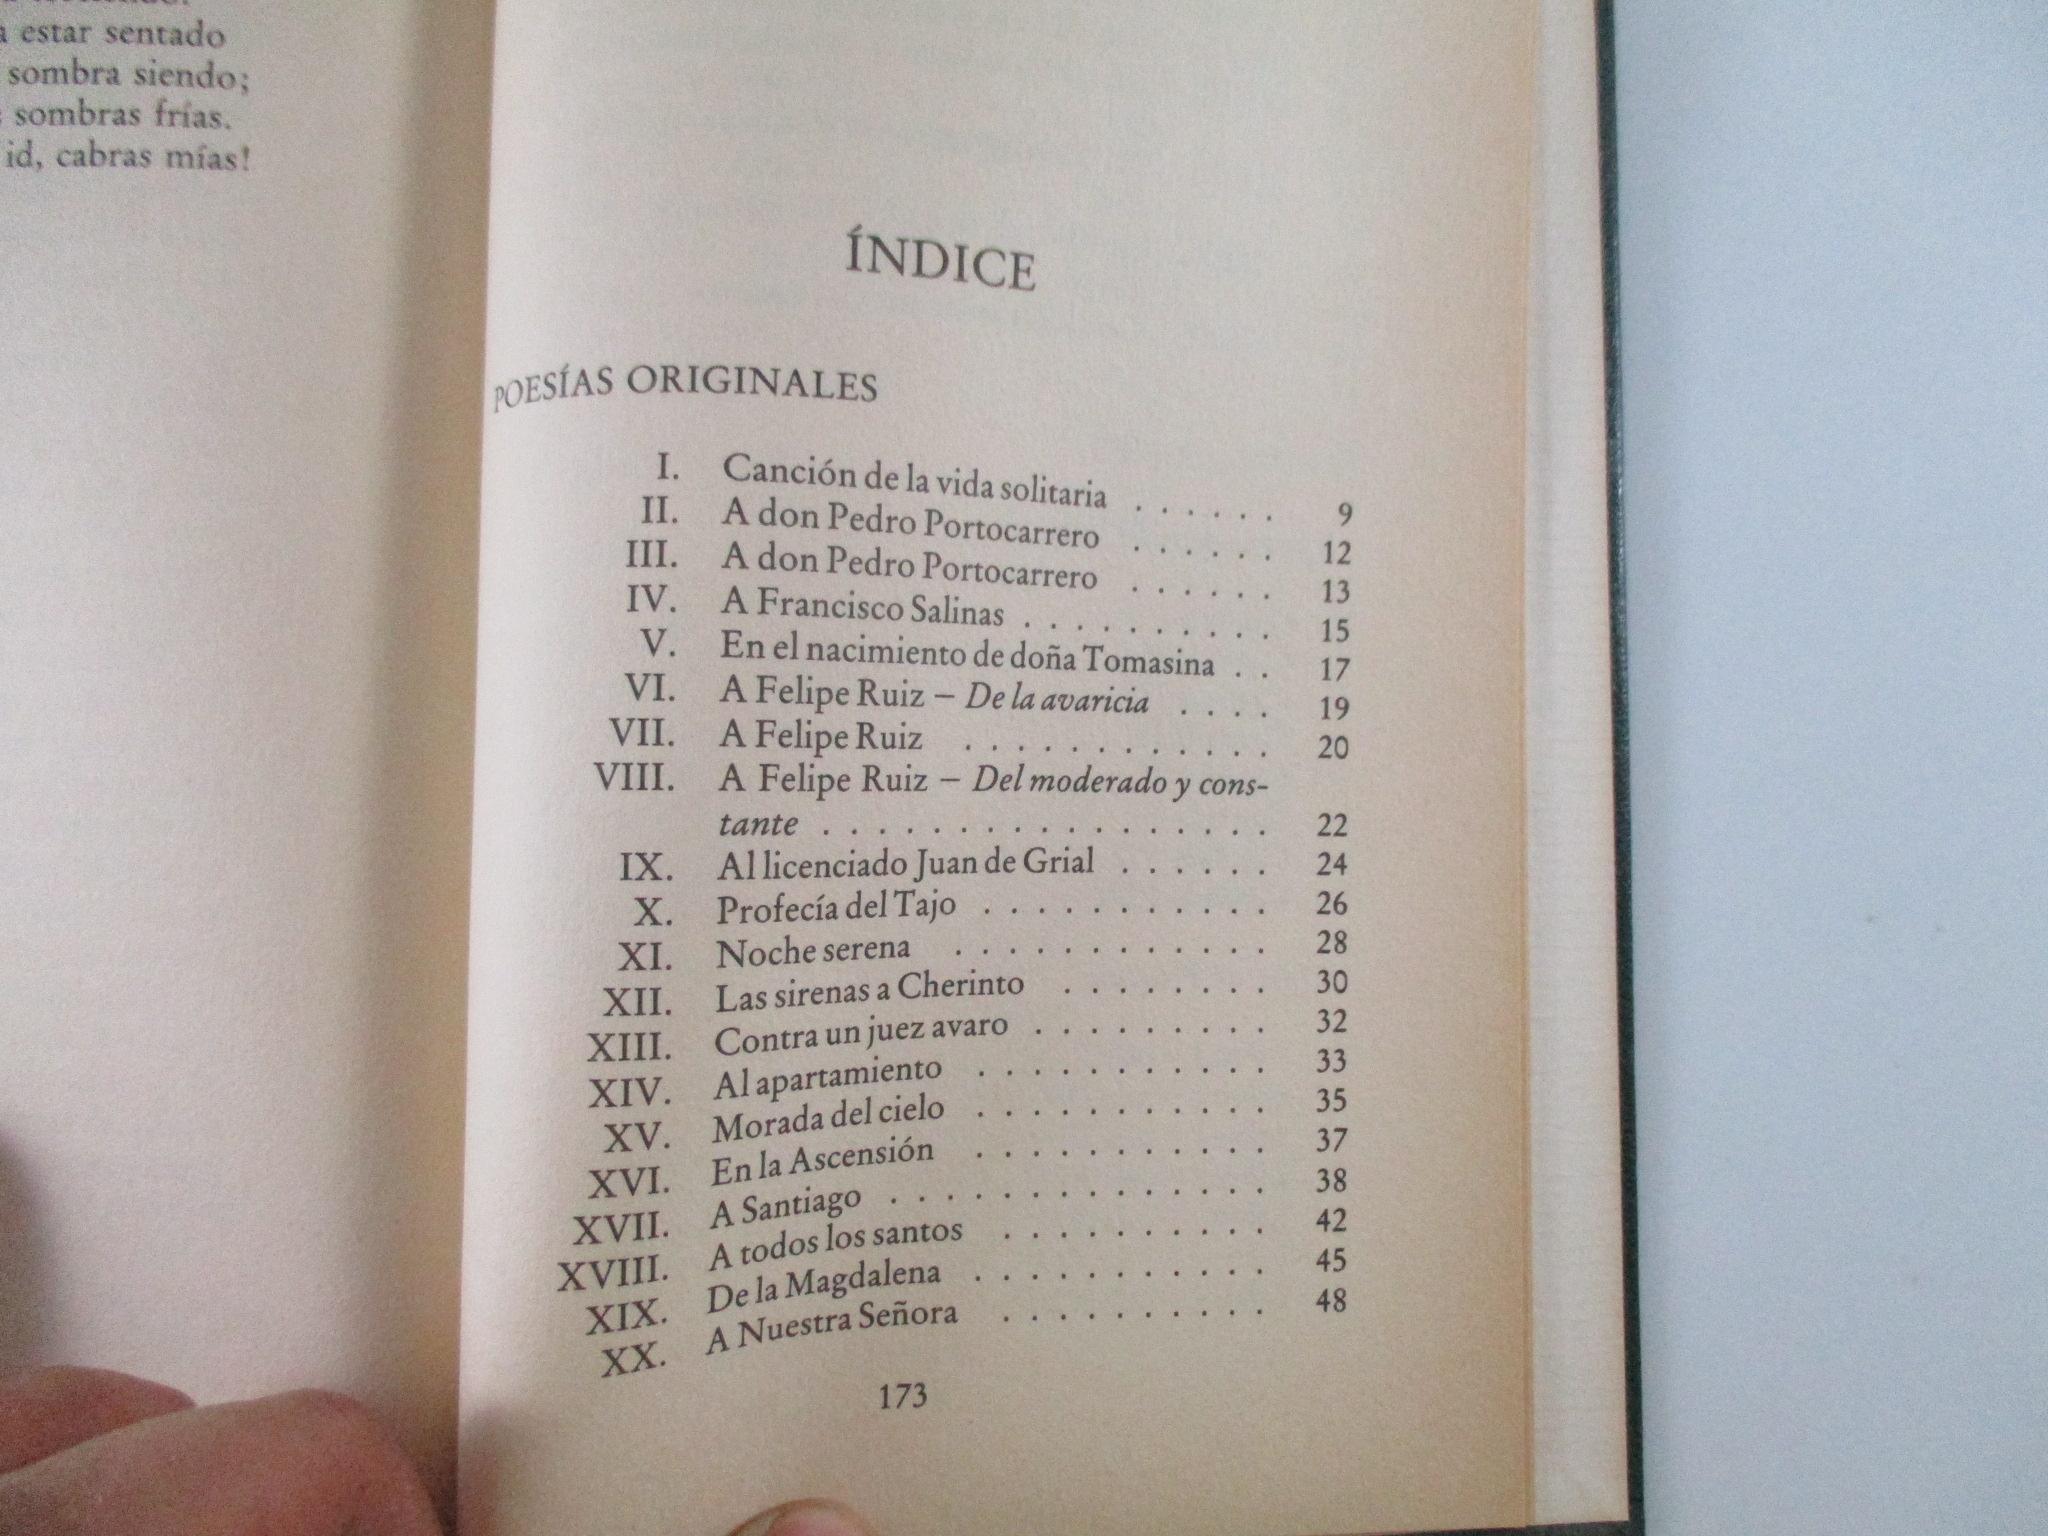 estar sentado
sombra siendo;
sombras frías.
id, cabras mías!
ÍNDICE
POESÍAS ORIGINALES
I. Canción de la vida solitaria . . . . . . 9
II. A don Pedro Portocarrero . . . . . . 12
III. A don Pedro Portocarrero . . . . . . 13
IV. A Francisco Salinas . . . . . . . . . . 15
V. En el nacimiento de doña Tomasina . . 17
VI. A Felipe Ruiz – De la avaricia . . . . 19
VII. A Felipe Ruiz . . . . . . . . . . . . 20
VIII. A Felipe Ruiz – Del moderado y cons-
tante . . . . . . . . . . . . . . . . . 22
IX. Al licenciado Juan de Grial . . . . . . 24
X. Profecía del Tajo . . . . . . . . . . . 26
XI. Noche serena . . . . . . . . . . . . 28
XII. Las sirenas a Cherinto . . . . . . . . 30
XIII. Contra un juez avaro . . . . . . . . . 32
XIV. Al apartamiento . . . . . . . . . . . 33
XV. Morada del cielo . . . . . . . . . . . 35
XVI. En la Ascensión . . . . . . . . . . . 37
XVII. A Santiago . . . . . . . . . . . . . . 38
XVIII. A todos los santos . . . . . . . . . . 42
XIX. De la Magdalena . . . . . . . . . . . 45
XX. A Nuestra Señora . . . . . . . . . . 48
173